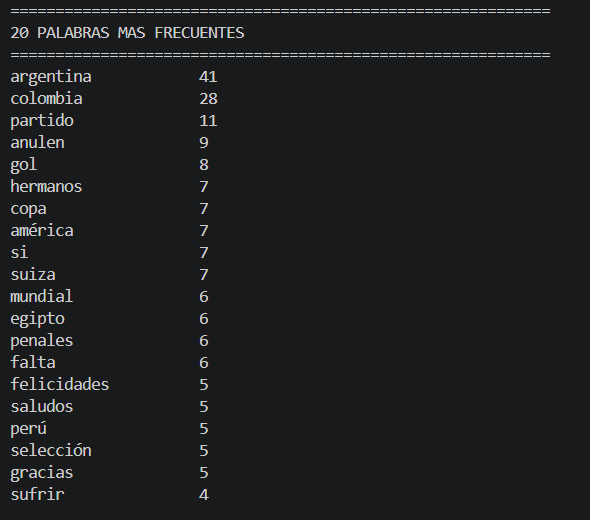 ============================================================
20 PALABRAS MAS FRECUENTES
============================================================
argentina            41
colombia             28
partido              11
anulen               9
gol                  8
hermanos             7
copa                 7
américa              7
si                   7
suiza                7
mundial              6
egipto               6
penales              6
falta                6
felicidades          5
saludos              5
perú                 5
selección            5
gracias              5
sufrir               4